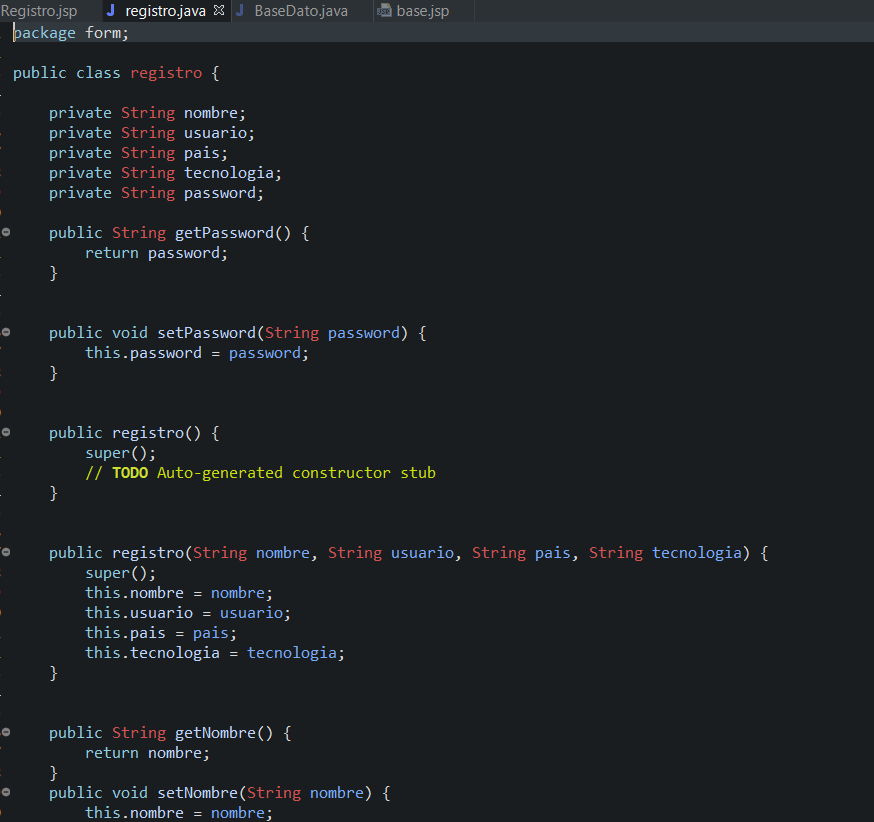 Registro.jsp registro.java BaseDato.java base.jsp
package form;
public class registro {
private String nombre;
private String usuario;
private String pais;
private String tecnologia;
private String password;
public String getPassword() {
return password;
}
public void setPassword(String password) {
this.password = password;
}
public registro() {
super();
// TODO Auto-generated constructor stub
}
public registro(String nombre, String usuario, String pais, String tecnologia) {
super();
this.nombre = nombre;
this.usuario = usuario;
this.pais = pais;
this.tecnologia = tecnologia;
}
public String getNombre() {
return nombre;
}
public void setNombre(String nombre) {
this.nombre = nombre;